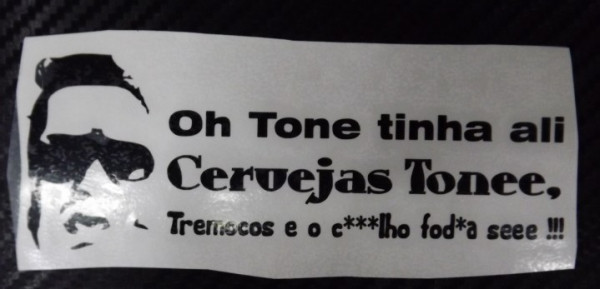 Oh Tone tinha ali
Cervejas Tonee,
Tremocos e o c***lho fod*a seee !!!